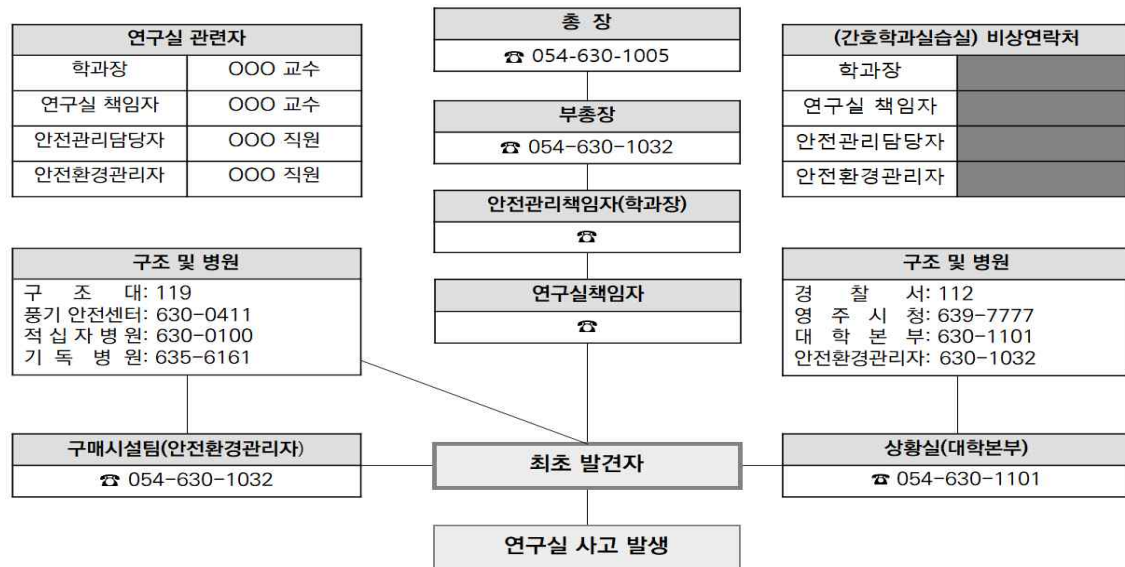 연구실 관련자
학과장 OOO 교수
연구실 책임자 OOO 교수
안전관리담당자 OOO 직원
안전환경관리자 OOO 직원
총 장
☎ 054-630-1005
부총장
☎ 054-630-1032
안전관리책임자(학과장)
☎
연구실책임자
☎
(간호학과실습실) 비상연락처
학과장
연구실 책임자
안전관리담당자
안전환경관리자
구조 및 병원
구 조 대: 119
풍기 안전센터: 630-0411
적 십 자 병 원: 630-0100
기 독 병 원: 635-6161
구조 및 병원
경 찰 서: 112
영 주 시 청: 639-7777
대 학 본 부: 630-1101
안전환경관리자: 630-1032
구매시설팀(안전환경관리자)
☎ 054-630-1032
최초 발견자
상황실(대학본부)
☎ 054-630-1101
연구실 사고 발생